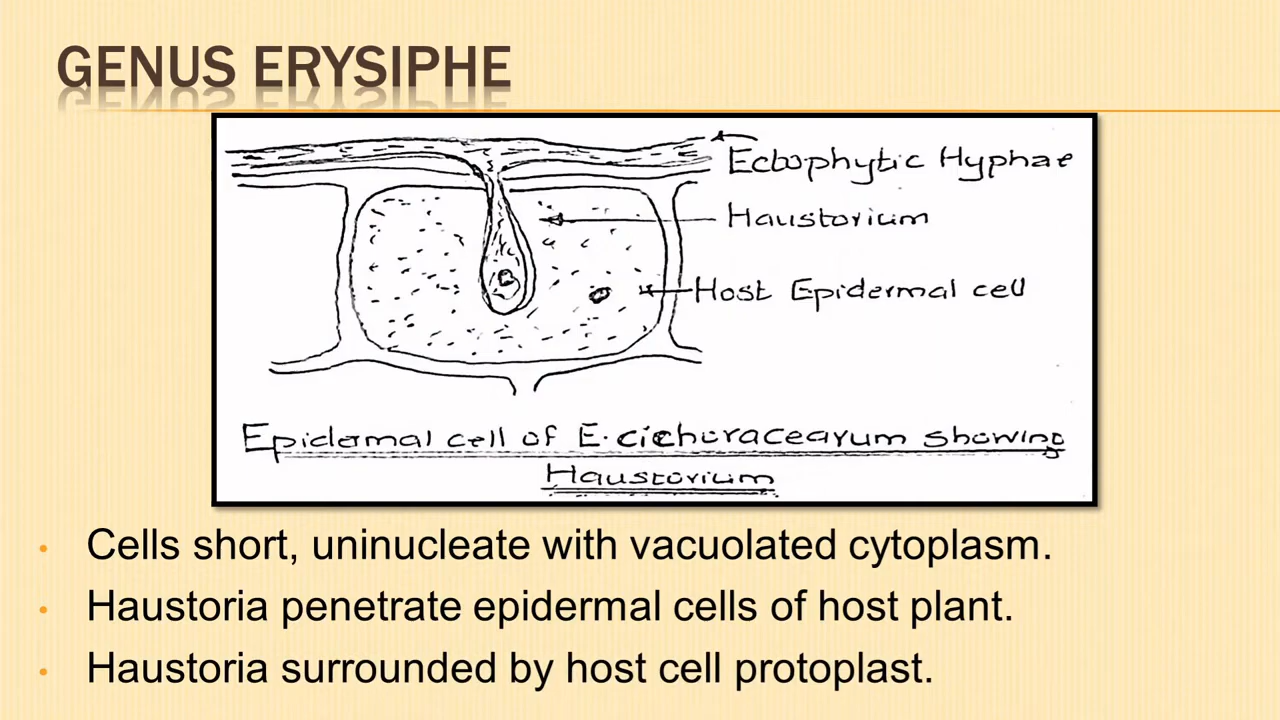 GENUS ERYSIPHE
Ectophytic Hyphae
Haustorium
Host Epidermal cell
Epidermal cell of E. cichoracearum showing
Haustorium
• Cells short, uninucleate with vacuolated cytoplasm.
• Haustoria penetrate epidermal cells of host plant.
• Haustoria surrounded by host cell protoplast.